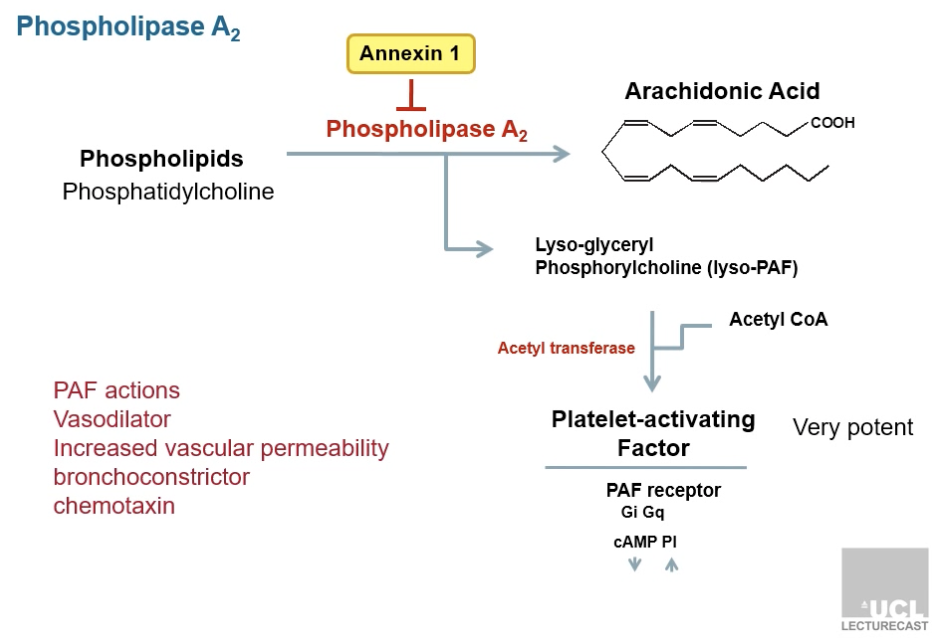 Phospholipase A2
Annexin 1
Phospholipase A2
Arachidonic Acid
COOH
Phospholipids
Phosphatidylcholine
Lyso-glyceryl
Phosphorylcholine (lyso-PAF)
Acetyl CoA
Acetyl transferase
PAF actions
Vasodilator
Increased vascular permeability
bronchoconstrictor
chemotaxin
Platelet-activating
Factor
Very potent
PAF receptor
Gi Gq
cAMP PI
UCL
LECTURECAST